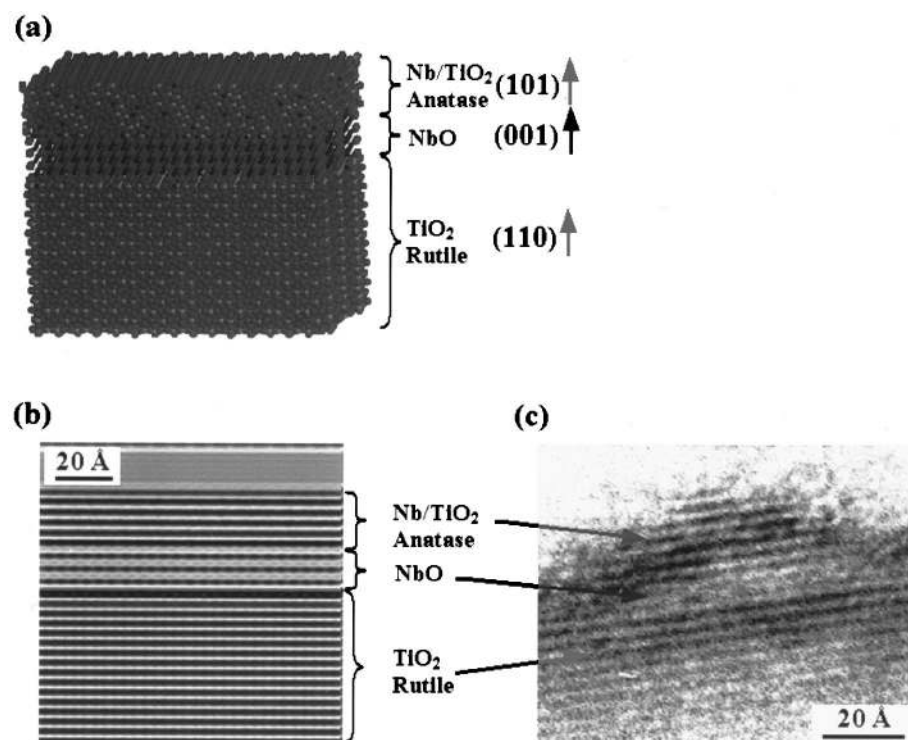 (a)
Nb/TiO2 (101)
Anatase
NbO (001)
TiO2 (110)
Rutile
(b)
(c)
20 Å
Nb/TiO2
Anatase
NbO
TiO2
Rutile
20 Å